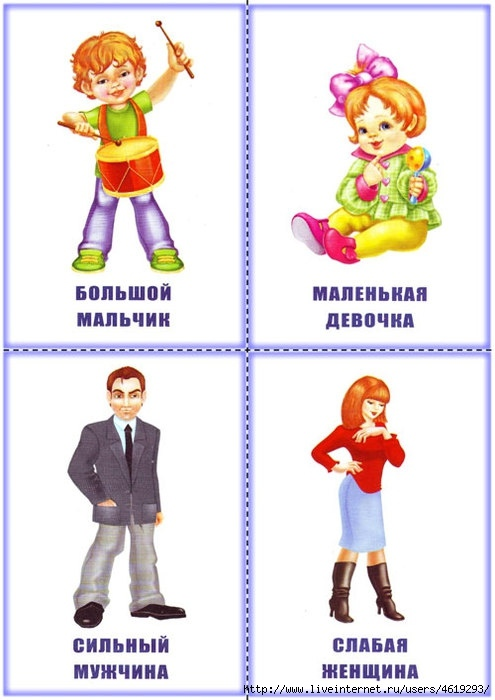 БОЛЬШОЙ
МАЛЬЧИК
МАЛЕНЬКАЯ
ДЕВОЧКА
СИЛЬНЫЙ
МУЖЧИНА
СЛАБАЯ
ЖЕНЩИНА
http://www.liveinternet.ru/users/4619293/